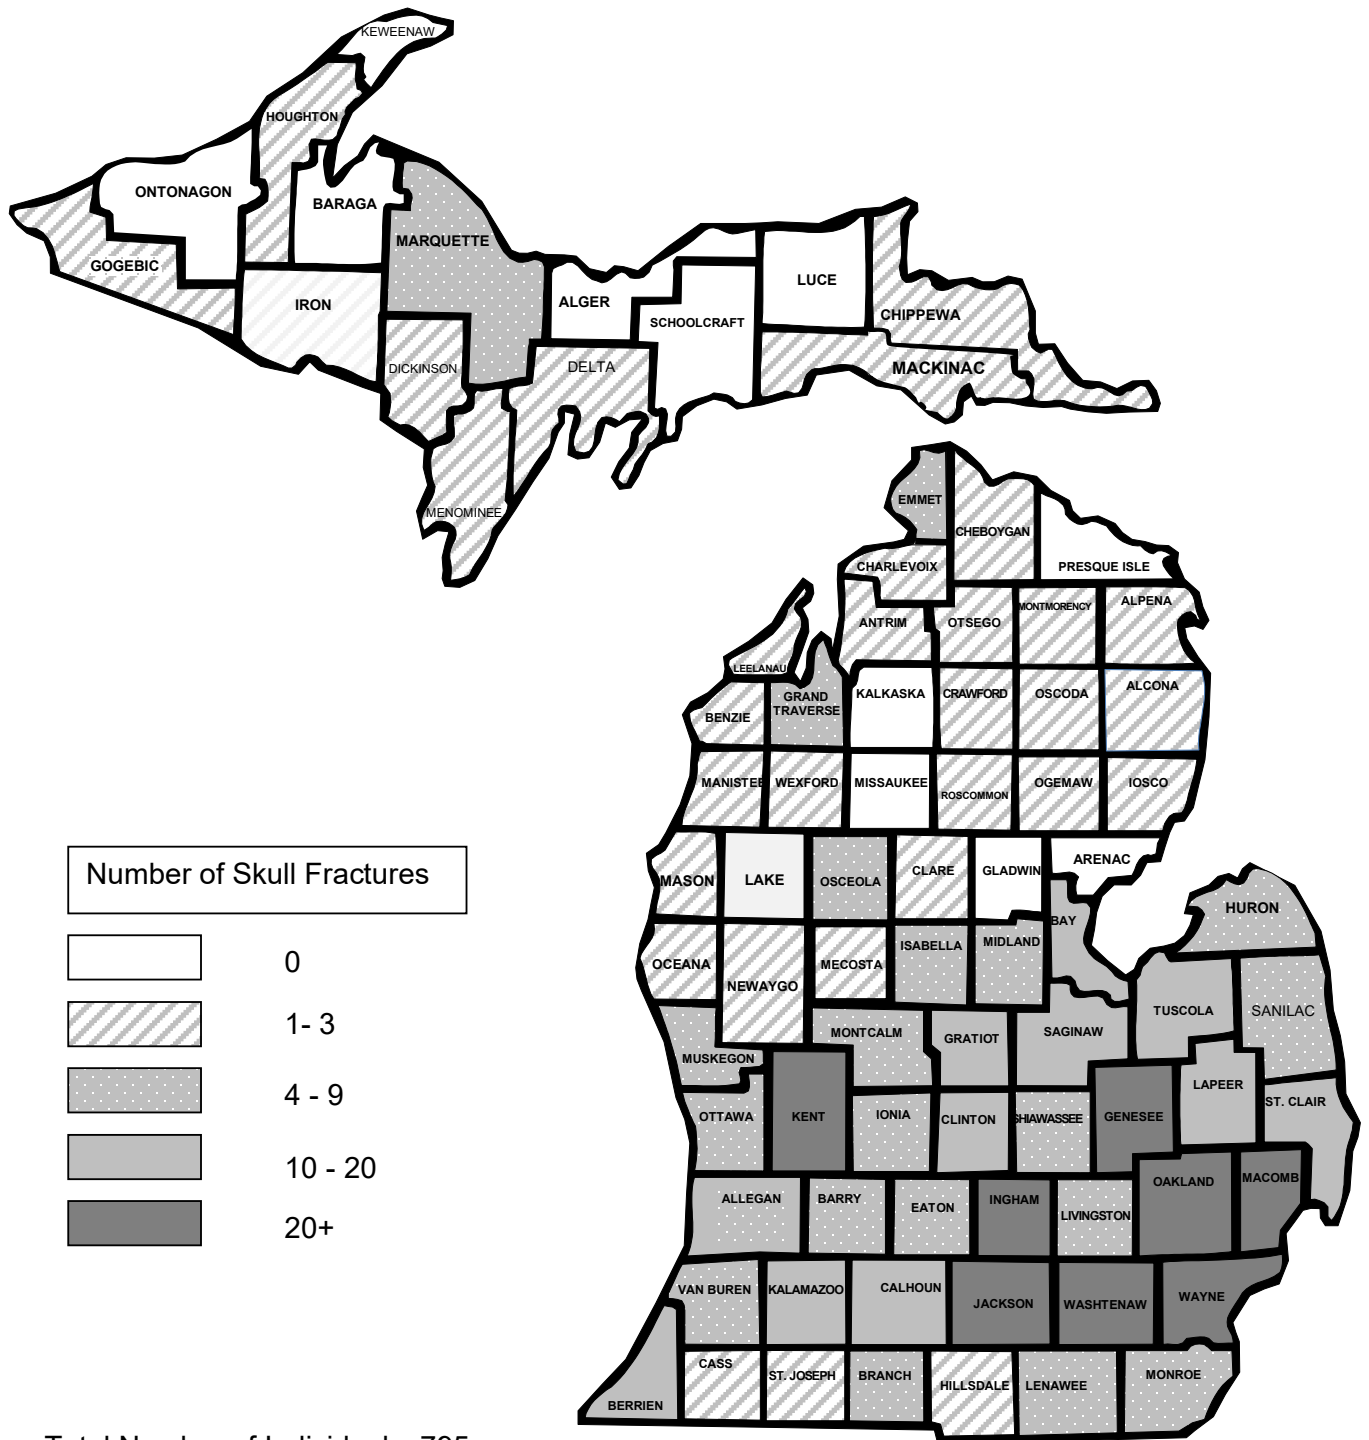 KEWEENAW
HOUGHTON
ONTONAGON
BARAGA
MARQUETTE
GOGEBIC
IRON
ALGER
LUCE
SCHOOLCRAFT
CHIPPEWA
DICKINSON
DELTA
MACKINAC
MENOMINEE
EMMET
CHEBOYGAN
CHARLEVOIX
PRESQUE ISLE
ANTRIM
OTSEGO
MONTMORENCY
ALPENA
LEELANAU
GRAND
TRAVERSE
KALKASKA
CRAWFORD
OSCODA
ALCONA
BENZIE
MANISTEE
WEXFORD
MISSAUKEE
ROSCOMMON
OGEMAW
IOSCO
Number of Skull Fractures
0
1- 3
4 - 9
10 - 20
20+
MASON
LAKE
OSCEOLA
CLARE
GLADWIN
ARENAC
HURON
BAY
OCEANA
NEWAYGO
MECOSTA
ISABELLA
MIDLAND
TUSCOLA
SANILAC
MUSKEGON
MONTCALM
GRATIOT
SAGINAW
LAPEER
ST. CLAIR
OTTAWA
KENT
IONIA
CLINTON
SHIAWASSEE
GENESEE
ALLEGAN
BARRY
EATON
INGHAM
LIVINGSTON
OAKLAND
MACOMB
VAN BUREN
KALAMAZOO
CALHOUN
JACKSON
WASHTENAW
WAYNE
BERRIEN
CASS
ST. JOSEPH
BRANCH
HILLSDALE
LENAWEE
MONROE